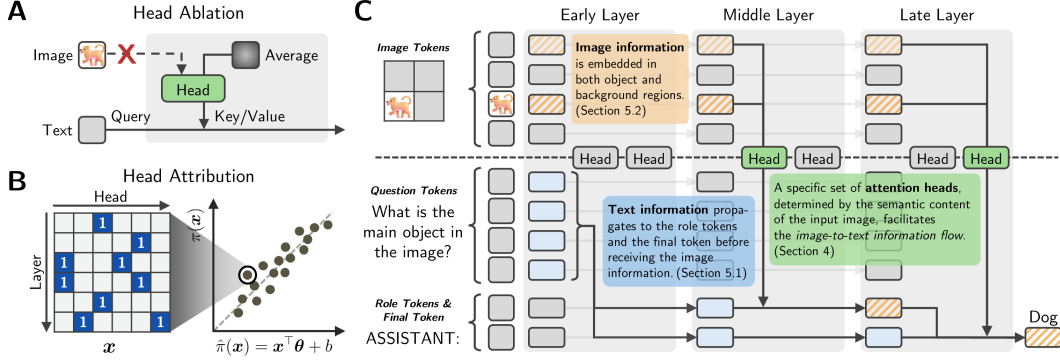 A
Head Ablation
Image
X
Average
Head
Text
Query
Key/Value
B
Head Attribution
Head
Layer
1
1
1
1
1
1
1
1
x
π(x)
π̂(x) = x⊤θ + b
C
Early Layer
Middle Layer
Late Layer
Image Tokens
Image information
is embedded in
both object and
background regions.
(Section 5.2)
Head
Head
Head
Head
Head
Head
Question Tokens
What is the
main object in
the image?
Text information propa-
gates to the role tokens
and the final token before
receiving the image
information. (Section 5.1)
A specific set of attention heads,
determined by the semantic content
of the input image, facilitates
the image-to-text information flow.
(Section 4)
Role Tokens &
Final Token
ASSISTANT:
Dog